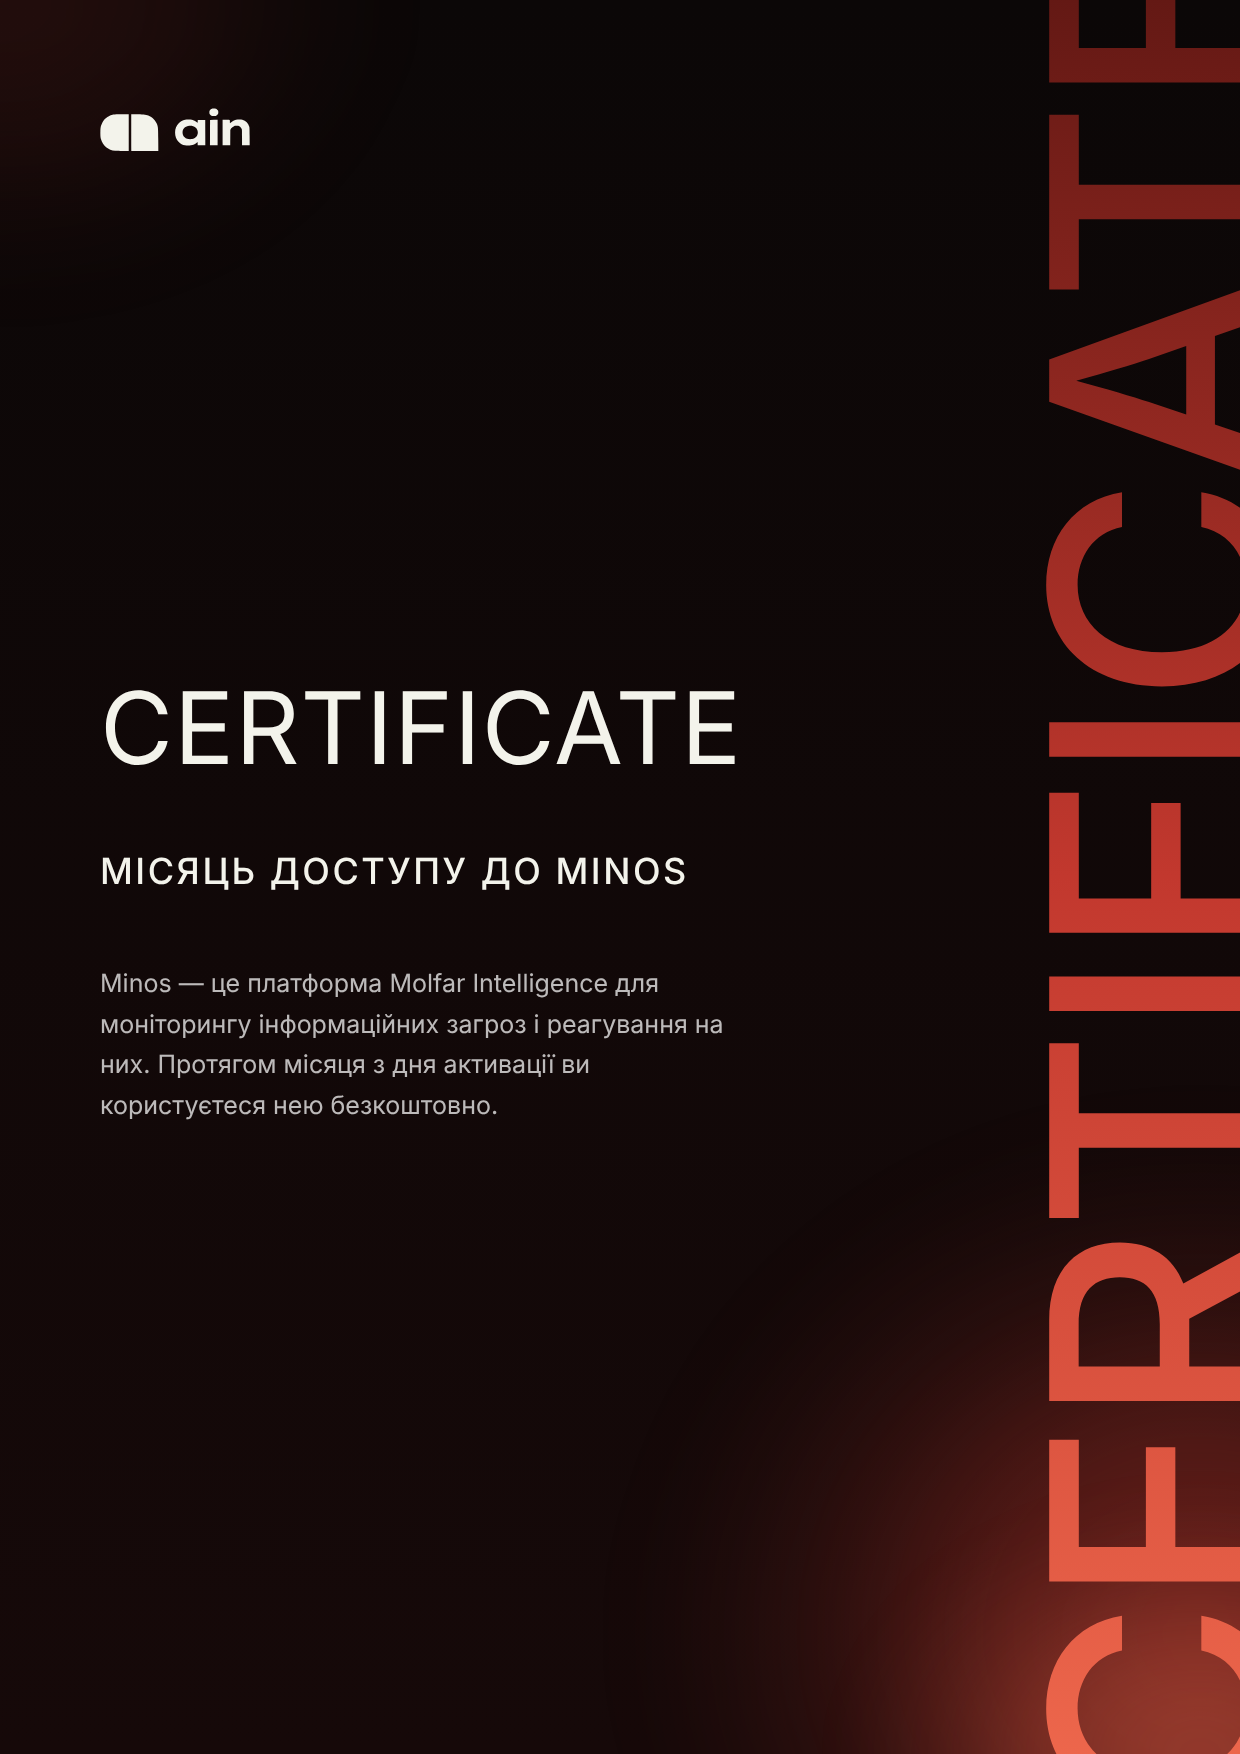 ain
CERTIFICATE
МІСЯЦЬ ДОСТУПУ ДО MINOS
Minos — це платформа Molfar Intelligence для
моніторингу інформаційних загроз і реагування на
них. Протягом місяця з дня активації ви
користуєтеся нею безкоштовно.
CERTIFICATE